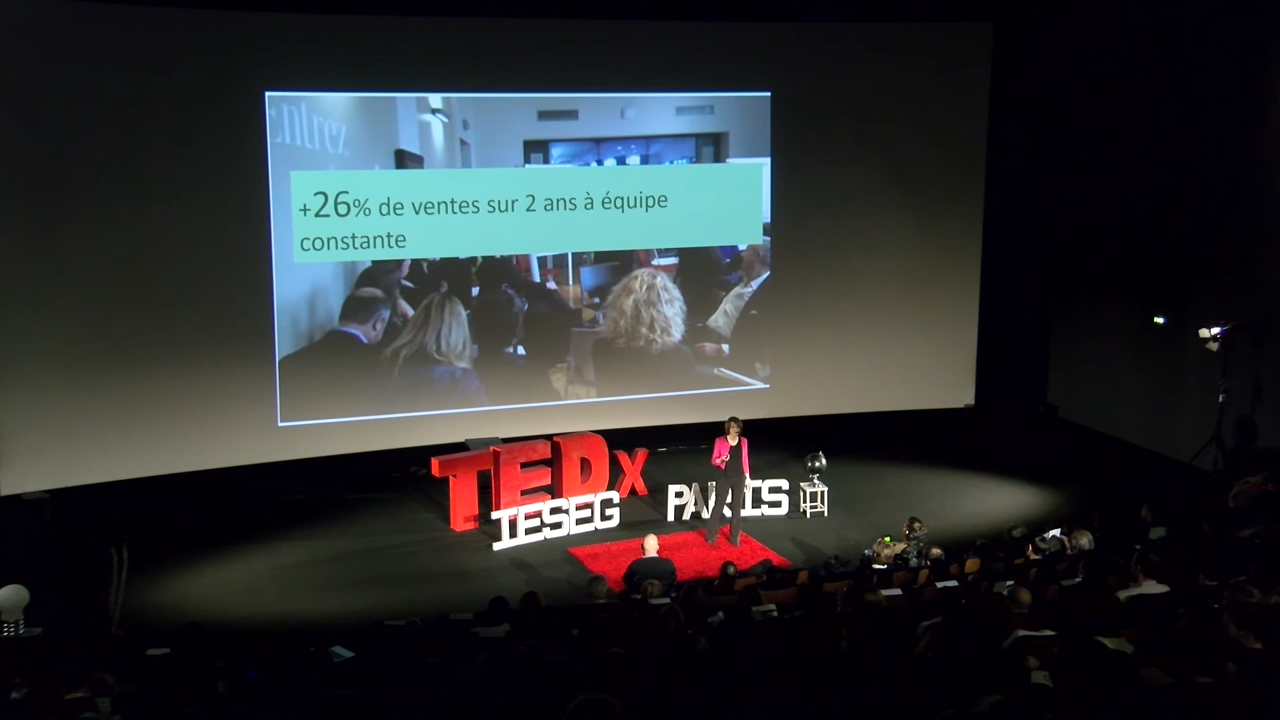 Entrez
+26% de ventes sur 2 ans à équipe
constante
TEDx
IESEG
PARIS